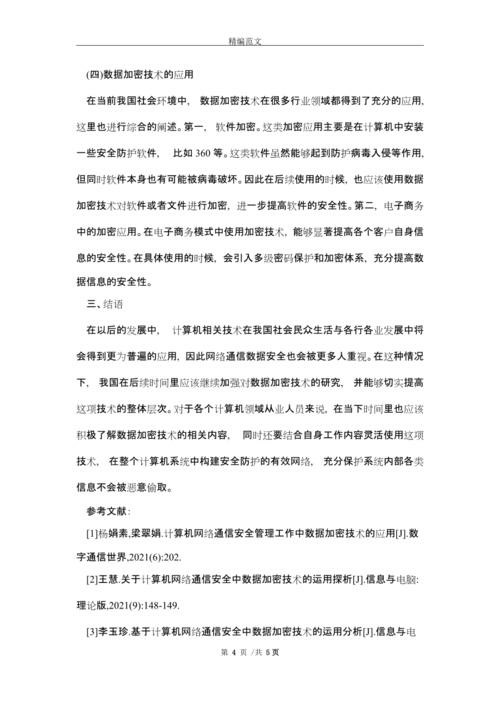 精编范文
(四)数据加密技术的应用
在当前我国社会环境中， 数据加密技术在很多行业领域都得到了充分的应用,
这里也进行综合的阐述。第一， 软件加密。这类加密应用主要是在计算机中安装
一些安全防护软件， 比如 360 等。这类软件虽然能够起到防护病毒入侵等作用,
但同时软件本身也有可能被病毒破坏。因此在后续使用的时候，也应该使用数据
加密技术对软件或者文件进行加密，进一步提高软件的安全性。第二，电子商务
中的加密应用。在电子商务模式中使用加密技术，能够显著提高各个客户自身信
息的安全性。在具体使用的时候，会引入多级密码保护和加密体系，充分提高数
据信息的安全性。
三、结语
在以后的发展中， 计算机相关技术在我国社会民众生活与各行各业发展中将
会得到更为普遍的应用，因此网络通信数据安全也会被更多人重视。在这种情况
下， 我国在后续时间里应该继续加强对数据加密技术的研究， 并能够切实提高
这项技术的整体层次。对于各个计算机领域从业人员来说，在当下时间里也应该
积极了解数据加密技术的相关内容， 同时还要结合自身工作内容灵活使用这项
技术，在整个计算机系统中构建安全防护的有效网络， 充分保护系统内部各类
信息不会被恶意偷取。
参考文献：
[1]杨娟素,梁翠娟.计算机网络通信安全管理工作中数据加密技术的应用[J].数
字通信世界,2021(6):202.
[2]王慧.关于计算机网络通信安全中数据加密技术的运用探析[J].信息与电脑:
理论版,2021(9):148-149.
[3]李玉珍.基于计算机网络通信安全中数据加密技术的运用分析[J].信息与电
第 4 页 /共 5 页